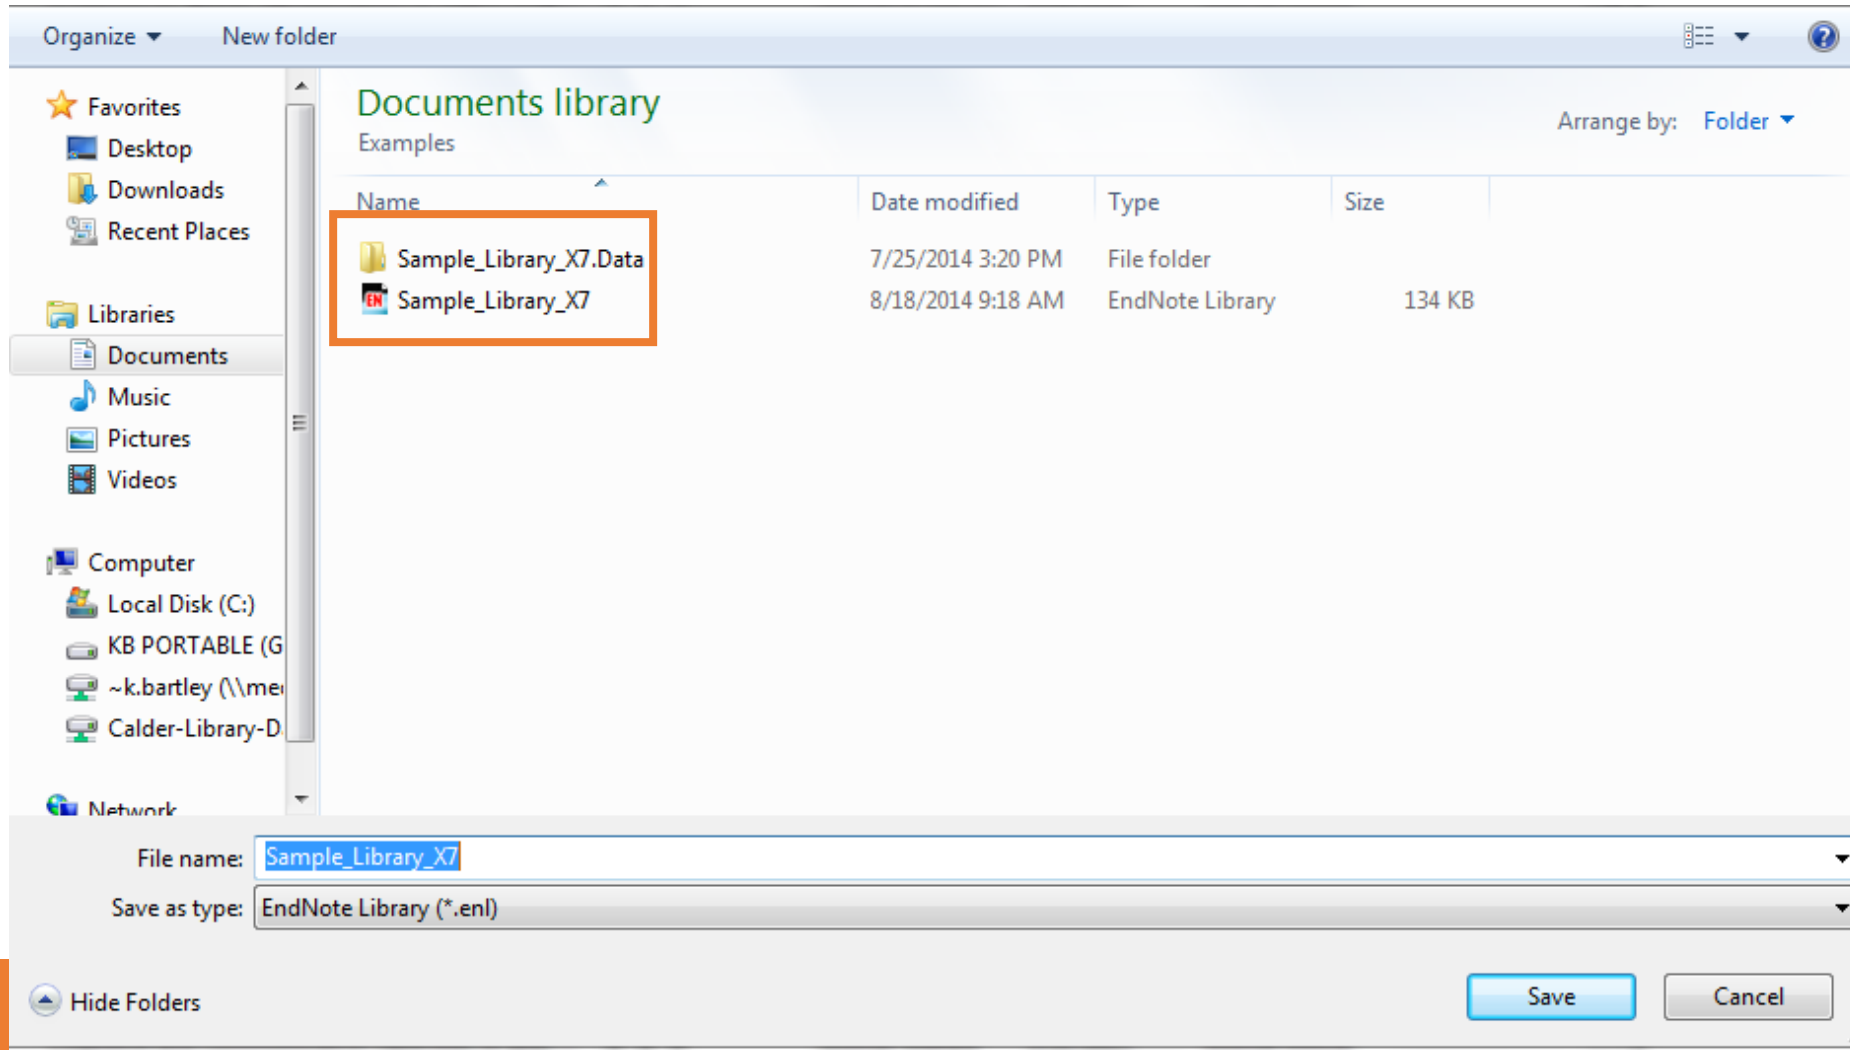 Organize New folder
Favorites
Desktop
Downloads
Recent Places
Libraries
Documents
Music
Pictures
Videos
Computer
Local Disk (C:)
KB PORTABLE (G
~k.bartley (\\me
Calder-Library-D
Network
Documents library
Examples
Arrange by: Folder
Name Date modified Type Size
Sample_Library_X7.Data 7/25/2014 3:20 PM File folder
EN Sample_Library_X7 8/18/2014 9:18 AM EndNote Library 134 KB
File name: Sample_Library_X7
Save as type: EndNote Library (*.enl)
Hide Folders Save Cancel